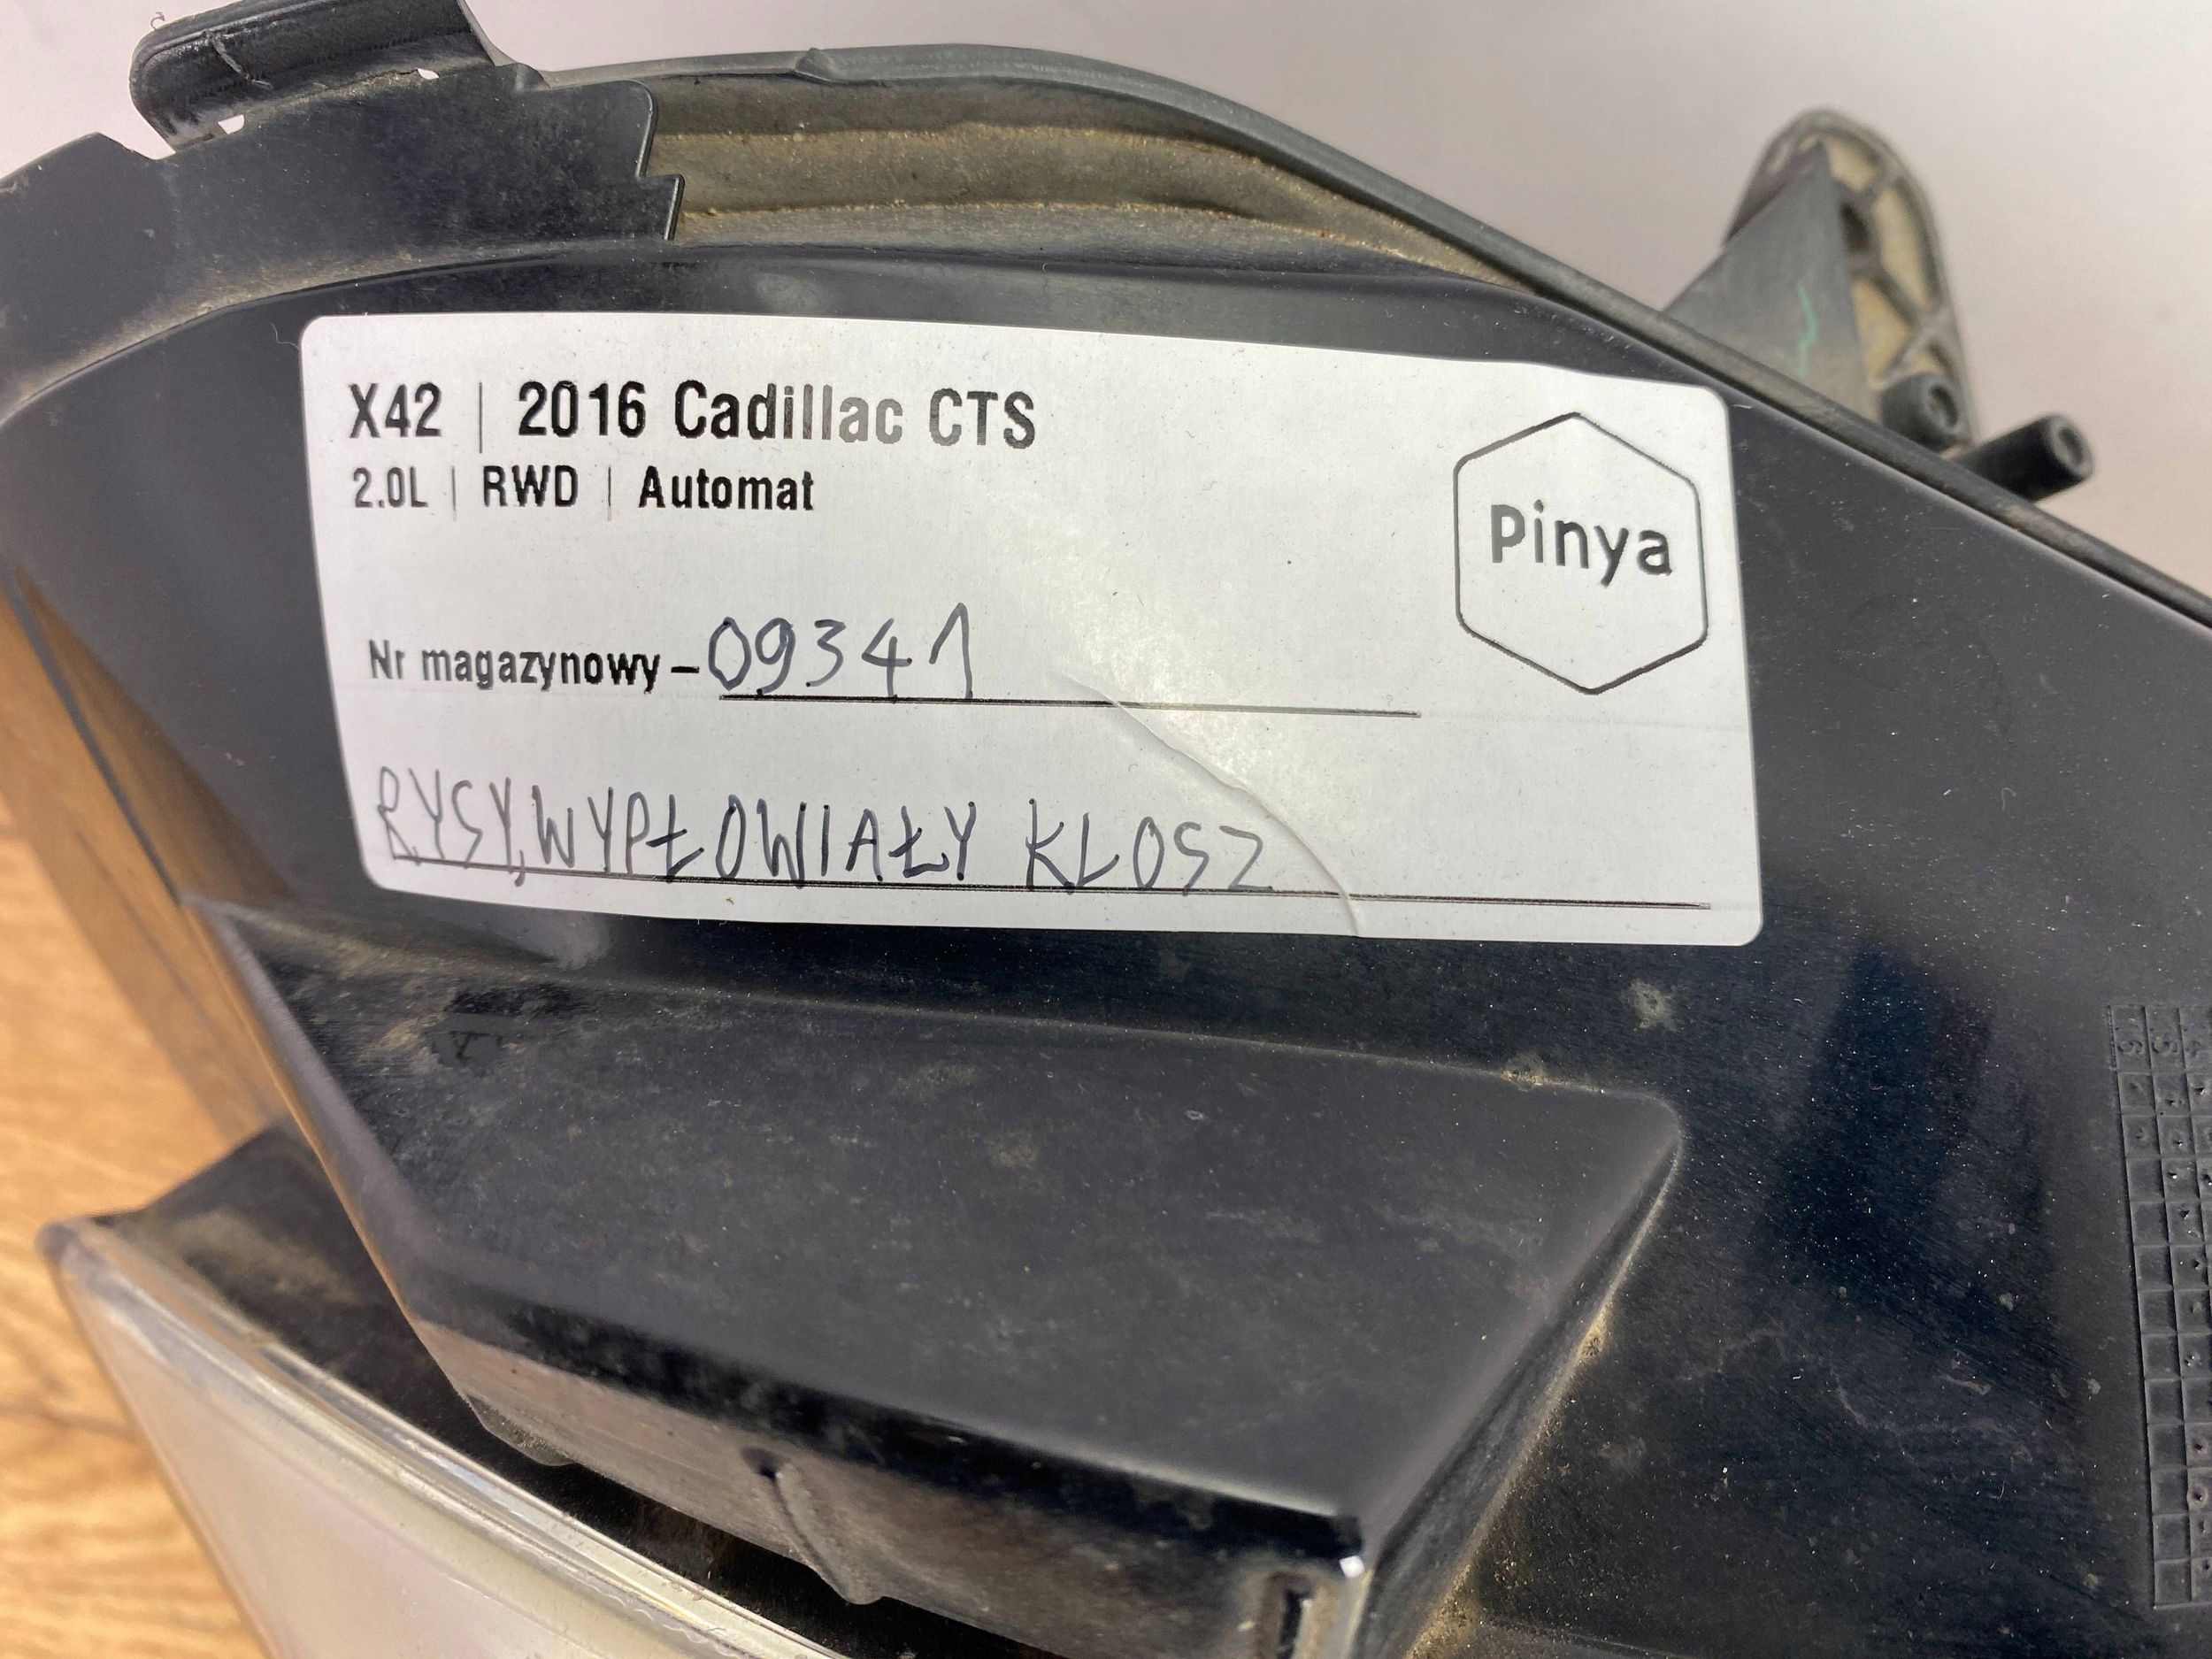 X42 | 2016 Cadillac CTS
2.0L | RWD | Automat
Pinya
Nr magazynowy - 09341
RYSY, WYPŁOWIAŁY KLOSZ